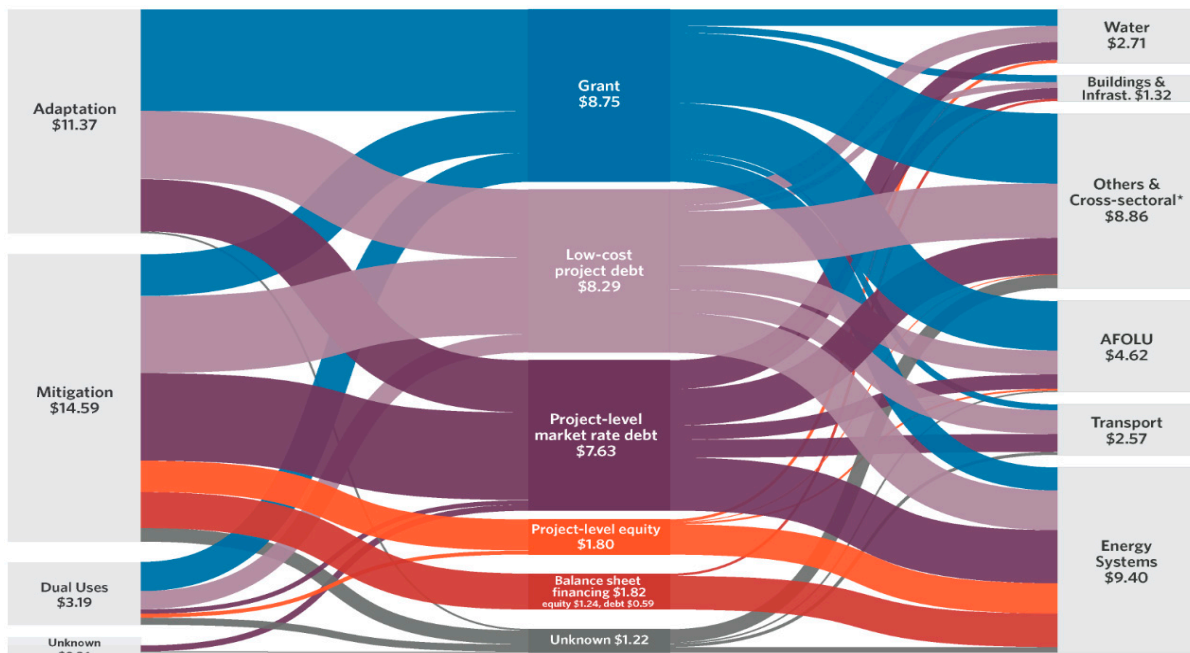 Adaptation
$11.37
Mitigation
$14.59
Dual Uses
$3.19
Unknown
Grant
$8.75
Low-cost
project debt
$8.29
Project-level
market rate debt
$7.63
Project-level equity
$1.80
Balance sheet
financing $1.82
equity $1.24, debt $0.59
Unknown $1.22
Water
$2.71
Buildings &
Infrast. $1.32
Others &
Cross-sectoral*
$8.86
AFOLU
$4.62
Transport
$2.57
Energy
Systems
$9.40